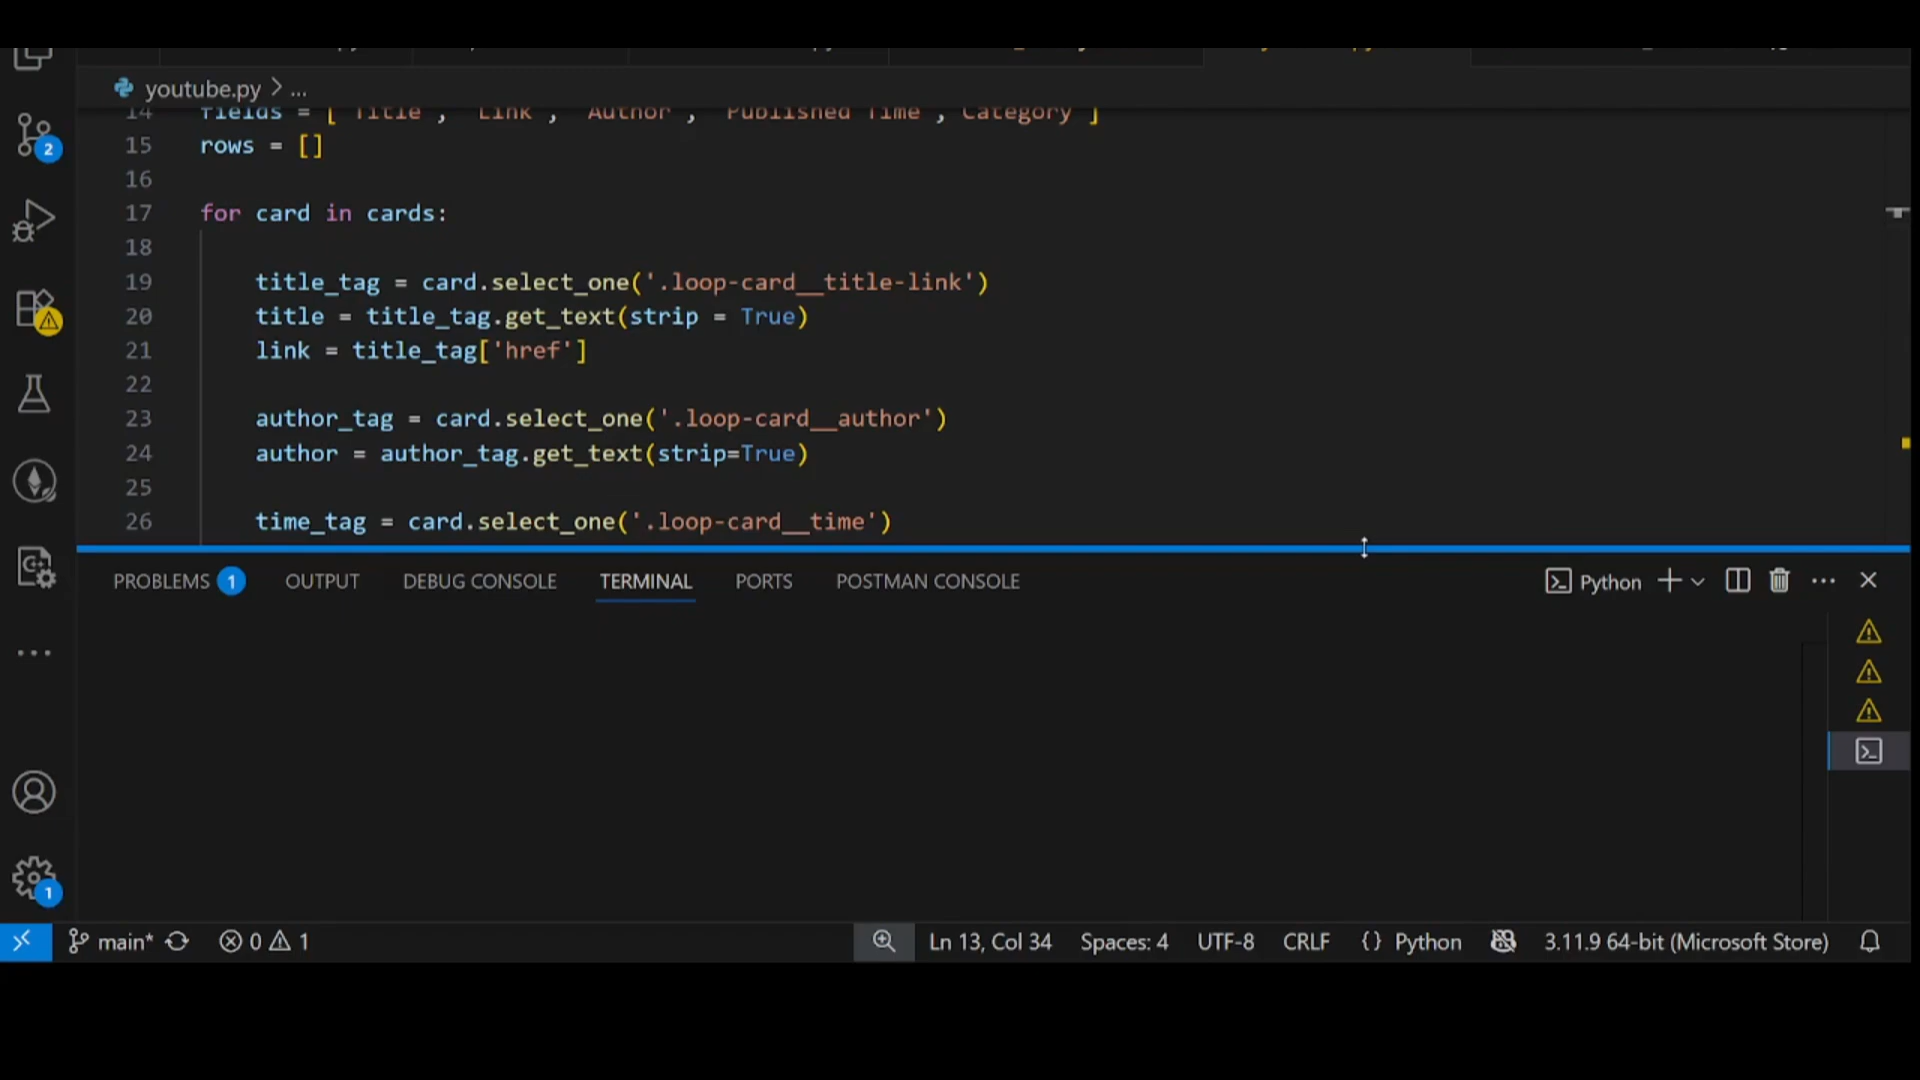 youtube.py > ...
14 fields = [ Title , Link , Author , Published Time , Category ]
15 rows = []
16
17 for card in cards:
18
19 title_tag = card.select_one('.loop-card__title-link')
20 title = title_tag.get_text(strip = True)
21 link = title_tag['href']
22
23 author_tag = card.select_one('.loop-card__author')
24 author = author_tag.get_text(strip=True)
25
26 time_tag = card.select_one('.loop-card__time')
PROBLEMS 1 OUTPUT DEBUG CONSOLE TERMINAL PORTS POSTMAN CONSOLE Python
2
1
main* 0 1 Ln 13, Col 34 Spaces: 4 UTF-8 CRLF {} Python 3.11.9 64-bit (Microsoft Store)